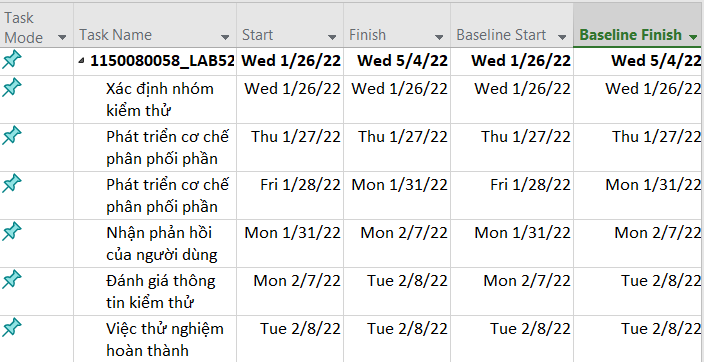 Task Mode Task Name Start Finish Baseline Start Baseline Finish
1150080058_LAB52 Wed 1/26/22 Wed 5/4/22 Wed 1/26/22 Wed 5/4/22
Xác định nhóm Wed 1/26/22 Wed 1/26/22 Wed 1/26/22 Wed 1/26/22
kiểm thử
Phát triển cơ chế Thu 1/27/22 Thu 1/27/22 Thu 1/27/22 Thu 1/27/22
phân phối phần
Phát triển cơ chế Fri 1/28/22 Mon 1/31/22 Fri 1/28/22 Mon 1/31/22
phân phối phần
Nhận phản hồi Mon 1/31/22 Mon 2/7/22 Mon 1/31/22 Mon 2/7/22
của người dùng
Đánh giá thông Mon 2/7/22 Tue 2/8/22 Mon 2/7/22 Tue 2/8/22
tin kiểm thử
Việc thử nghiệm Tue 2/8/22 Tue 2/8/22 Tue 2/8/22 Tue 2/8/22
hoàn thành